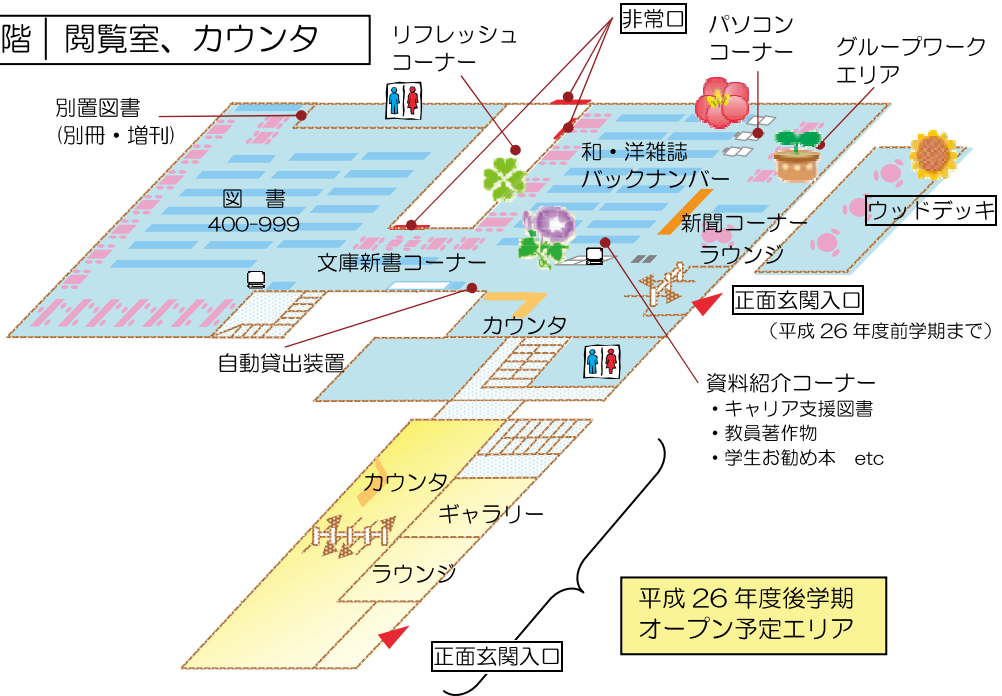 階 閲覧室、カウンタ
非常口
リフレッシュ
コーナー
パソコン
コーナー
グループワーク
エリア
別置図書
(別冊・増刊)
和・洋雑誌
バックナンバー
図 書
400-999
新聞コーナー
ラウンジ
ウッドデッキ
文庫新書コーナー
正面玄関入口
(平成 26 年度前学期まで)
カウンタ
自動貸出装置
資料紹介コーナー
・キャリア支援図書
・教員著作物
・学生お勧め本 etc
カウンタ
ギャラリー
ラウンジ
平成 26 年度後学期
オープン予定エリア
正面玄関入口